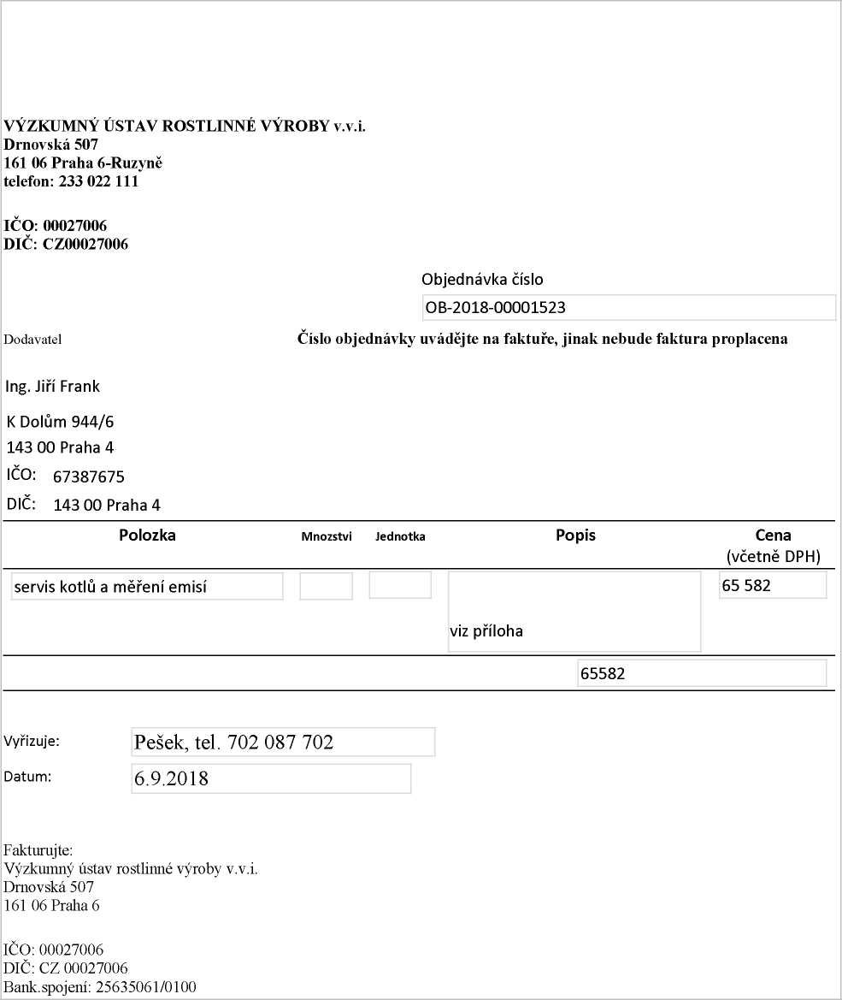 VÝZKUMNÝ ÚSTAV ROSTLINNÉ VÝROBY v.v.i.
Drnovská 507
161 06 Praha 6-Ruzyně
telefon: 233 022 111
IČO: 00027006
DIČ: CZ00027006
Objednávka číslo
OB-2018-00001523
Dodavatel
Číslo objednávky uvádějte na faktuře, jinak nebude faktura proplacena
Ing. Jiří Frank
K Dolům 944/6
143 00 Praha 4
IČO: 67387675
DIČ: 143 00 Praha 4
Polozka Mnozstvi Jednotka Popis Cena
(včetně DPH)
servis kotlů a měření emisí 65 582
viz příloha
65582
Vyřizuje: Pešek, tel. 702 087 702
Datum: 6.9.2018
Fakturujte:
Výzkumný ústav rostlinné výroby v.v.i.
Drnovská 507
161 06 Praha 6
IČO: 00027006
DIČ: CZ 00027006
Bank.spojení: 25635061/0100